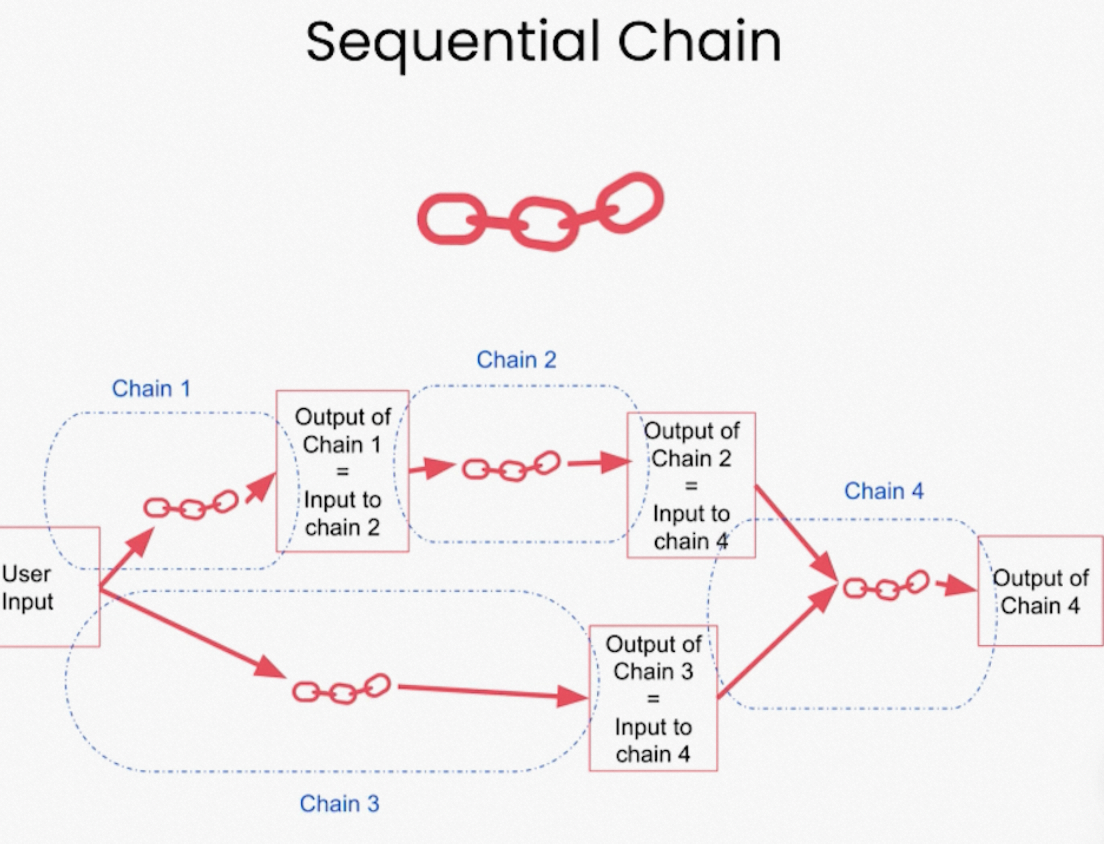 Sequential Chain
Chain 1
Chain 2
Output of
Chain 1
=
Input to
chain 2
Output of
Chain 2
=
Input to
chain 4
Chain 4
User
Input
Output of
Chain 4
Output of
Chain 3
=
Input to
chain 4
Chain 3